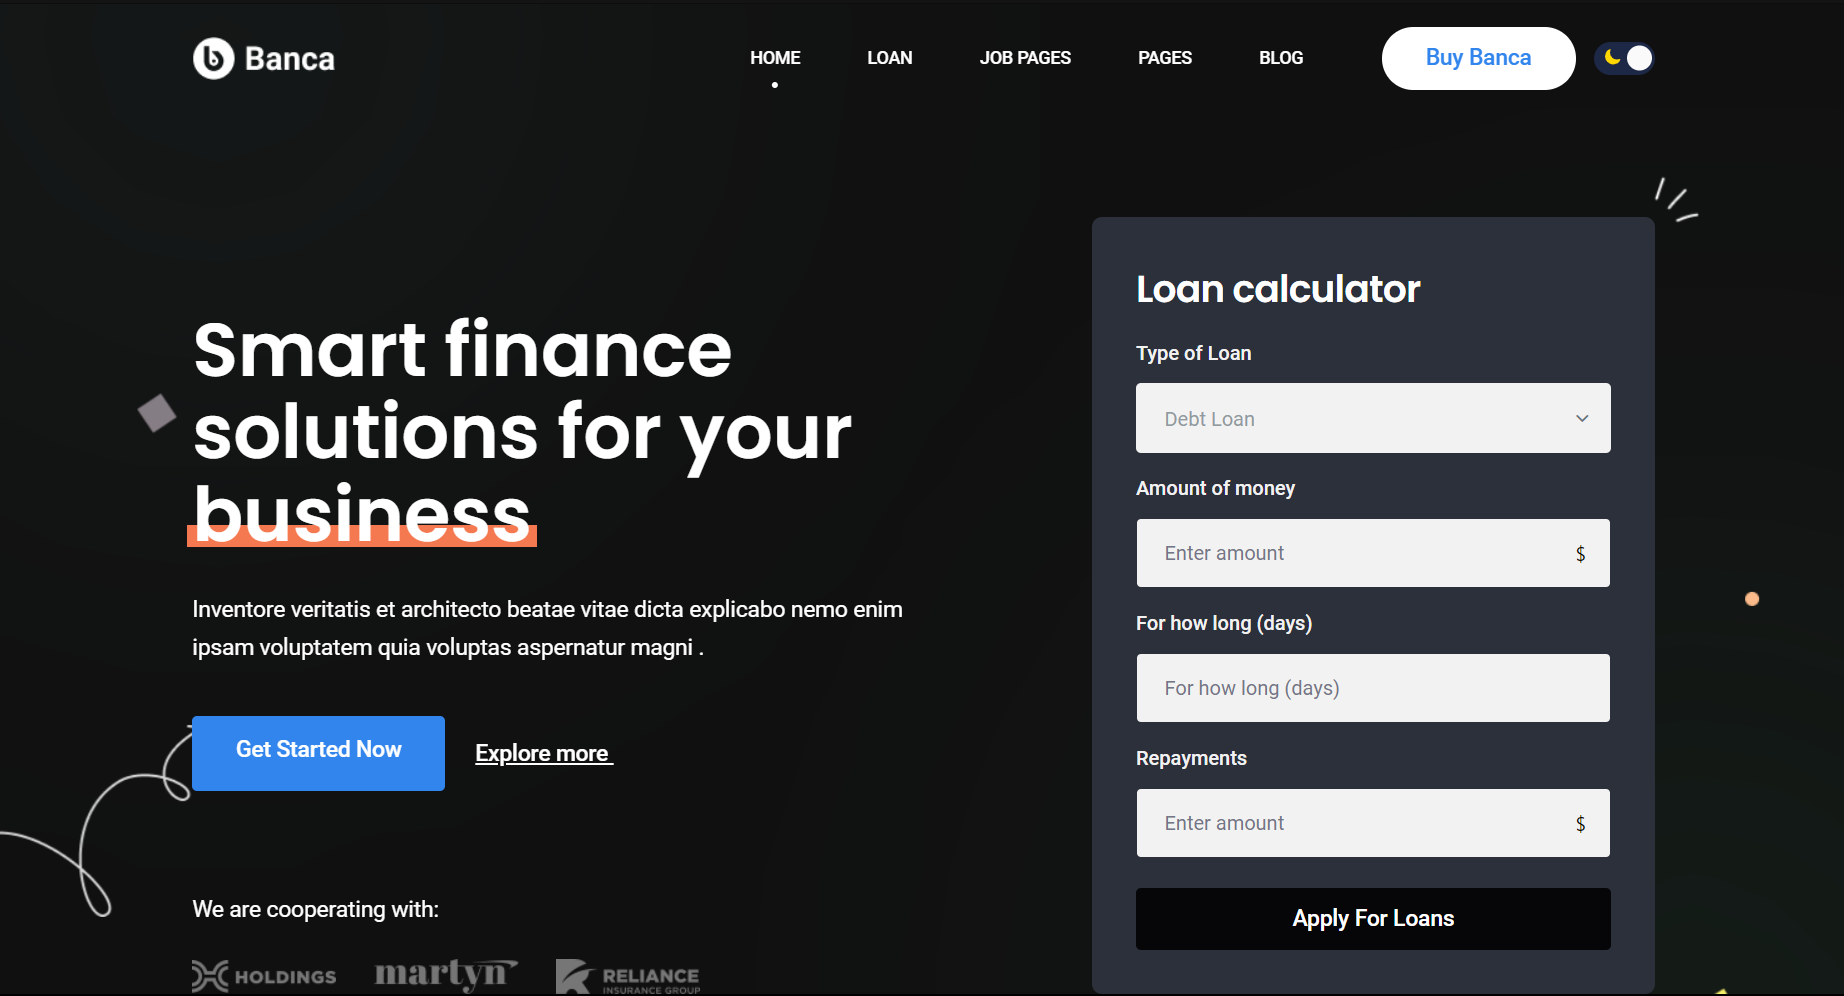 Banca
HOME
LOAN
JOB PAGES
PAGES
BLOG
Buy Banca
Smart finance
solutions for your
business
Inventore veritatis et architecto beatae vitae dicta explicabo nemo enim
ipsam voluptatem quia voluptas aspernatur magni .
Get Started Now
Explore more
We are cooperating with:
HOLDINGS
martyn
RELIANCE
INSURANCE GROUP
Loan calculator
Type of Loan
Debt Loan
Amount of money
Enter amount $
For how long (days)
For how long (days)
Repayments
Enter amount $
Apply For Loans